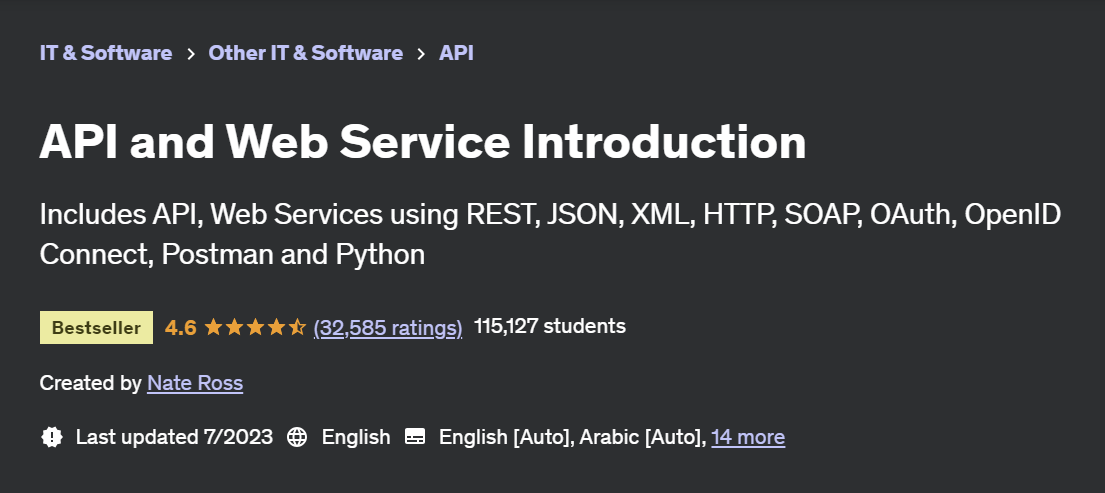 IT & Software > Other IT & Software > API
API and Web Service Introduction
Includes API, Web Services using REST, JSON, XML, HTTP, SOAP, OAuth, OpenID
Connect, Postman and Python
Bestseller 4.6 (32,585 ratings) 115,127 students
Created by Nate Ross
Last updated 7/2023 English English [Auto], Arabic [Auto], 14 more